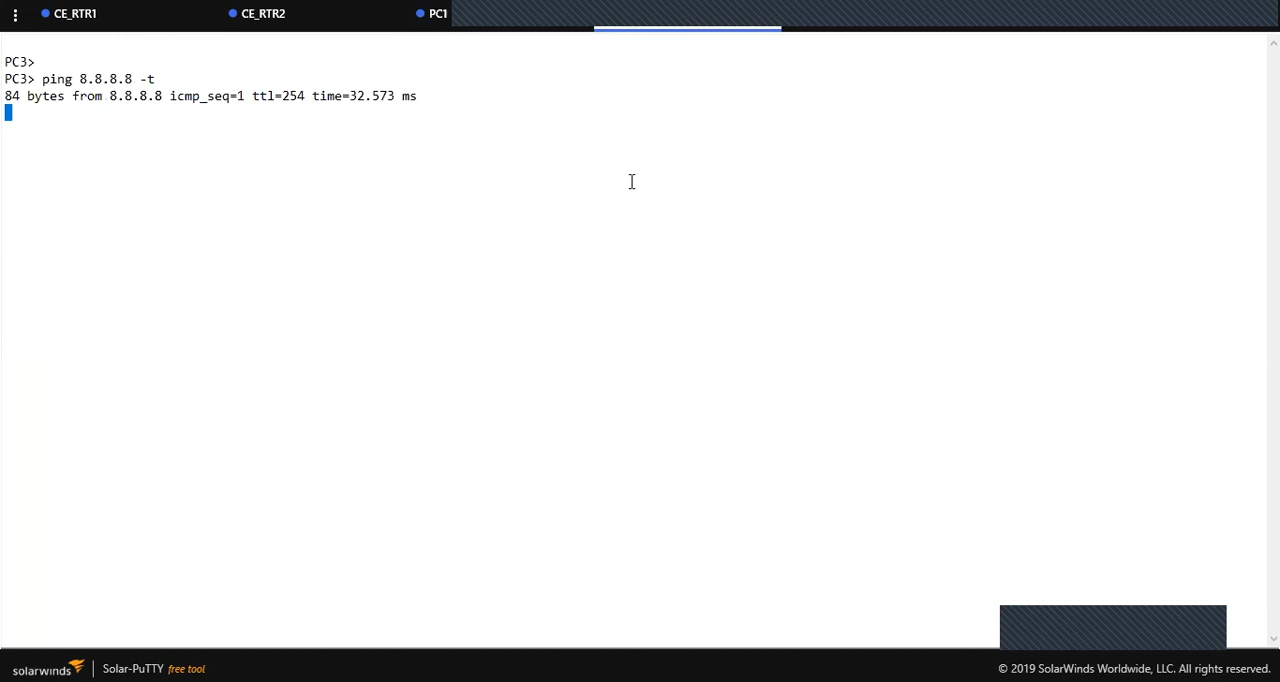 CE_RTR1 CE_RTR2 PC1
PC3>
PC3> ping 8.8.8.8 -t
84 bytes from 8.8.8.8 icmp_seq=1 ttl=254 time=32.573 ms
solarwinds Solar-PuTTY free tool © 2019 SolarWinds Worldwide, LLC. All rights reserved.